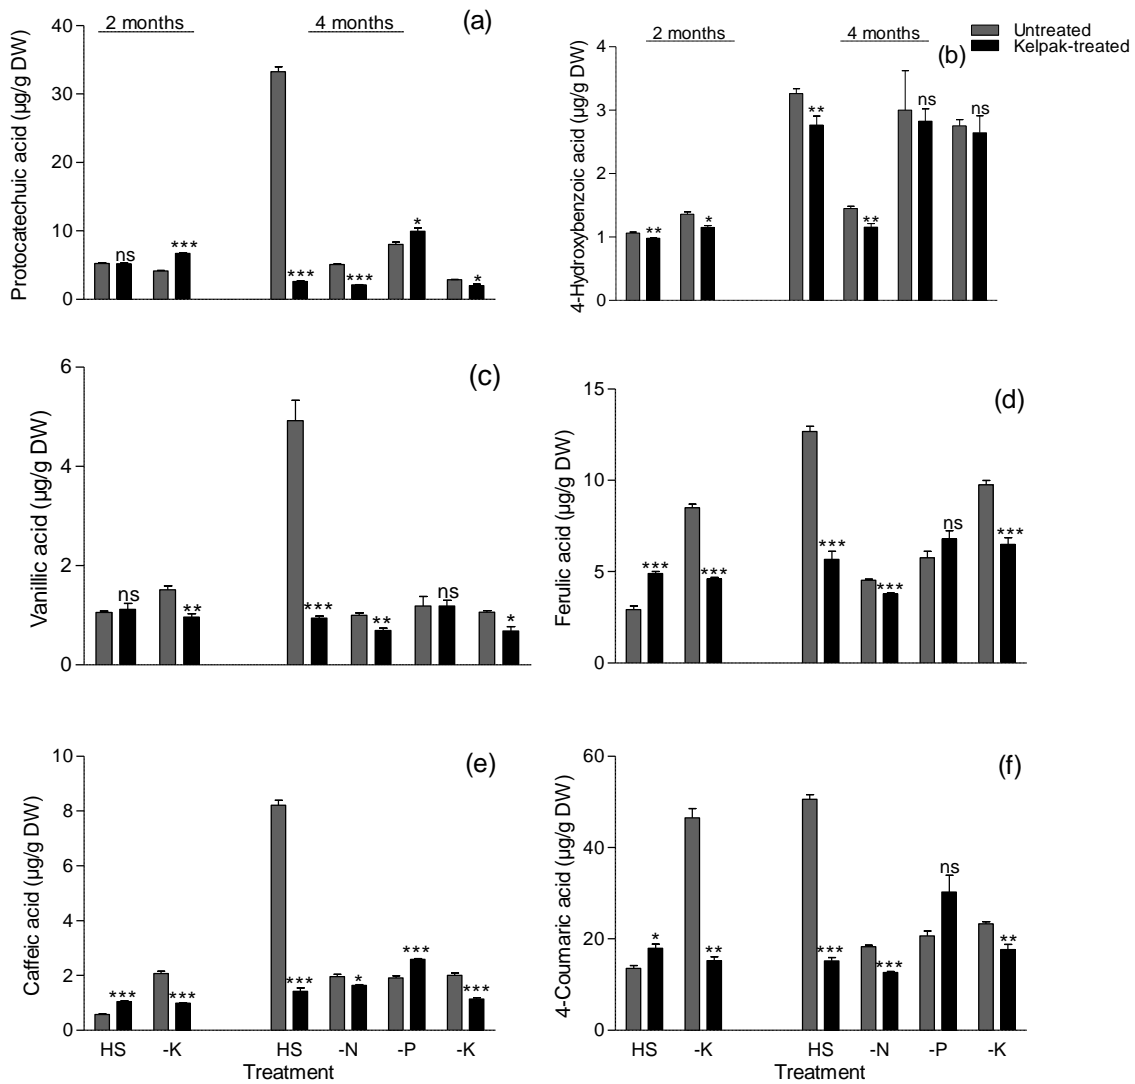 2 months
4 months
(a)
Protocatechuic acid (µg/g DW)
40
30
20
10
0
ns
***
***
***
*
*
Untreated
Kelpak-treated
2 months
4 months
(b)
4-Hydroxybenzoic acid (µg/g DW)
4
3
2
1
0
**
*
**
**
ns
ns
(c)
Vanillic acid (µg/g DW)
6
4
2
0
ns
**
***
**
ns
*
(d)
Ferulic acid (µg/g DW)
15
10
5
0
***
***
***
***
ns
***
(e)
Caffeic acid (µg/g DW)
10
8
6
4
2
0
***
***
***
*
***
***
HS -K HS -N -P -K
Treatment
(f)
4-Coumaric acid (µg/g DW)
60
40
20
0
*
**
***
***
ns
**
HS -K HS -N -P -K
Treatment